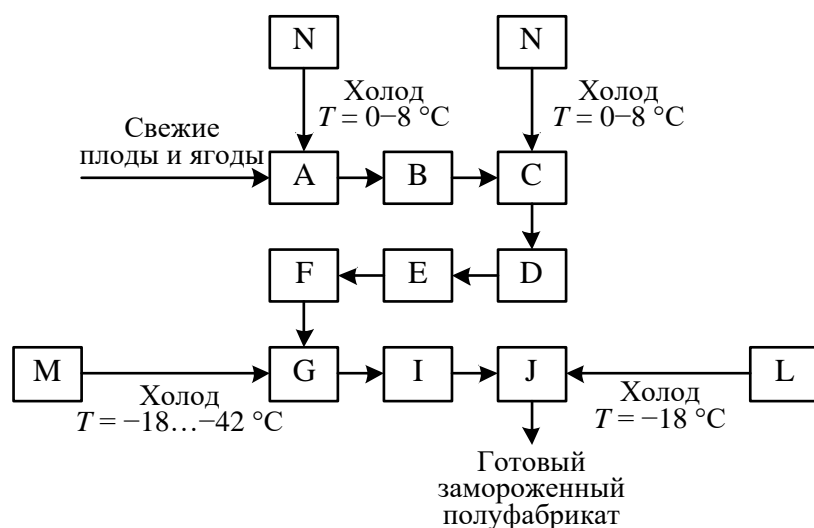 N
N
Холод
T = 0−8 °C
Холод
T = 0−8 °C
Свежие
плоды и ягоды
A
B
C
F
E
D
M
G
I
J
L
Холод
T = −18…−42 °C
Холод
T = −18 °C
Готовый
замороженный
полуфабрикат